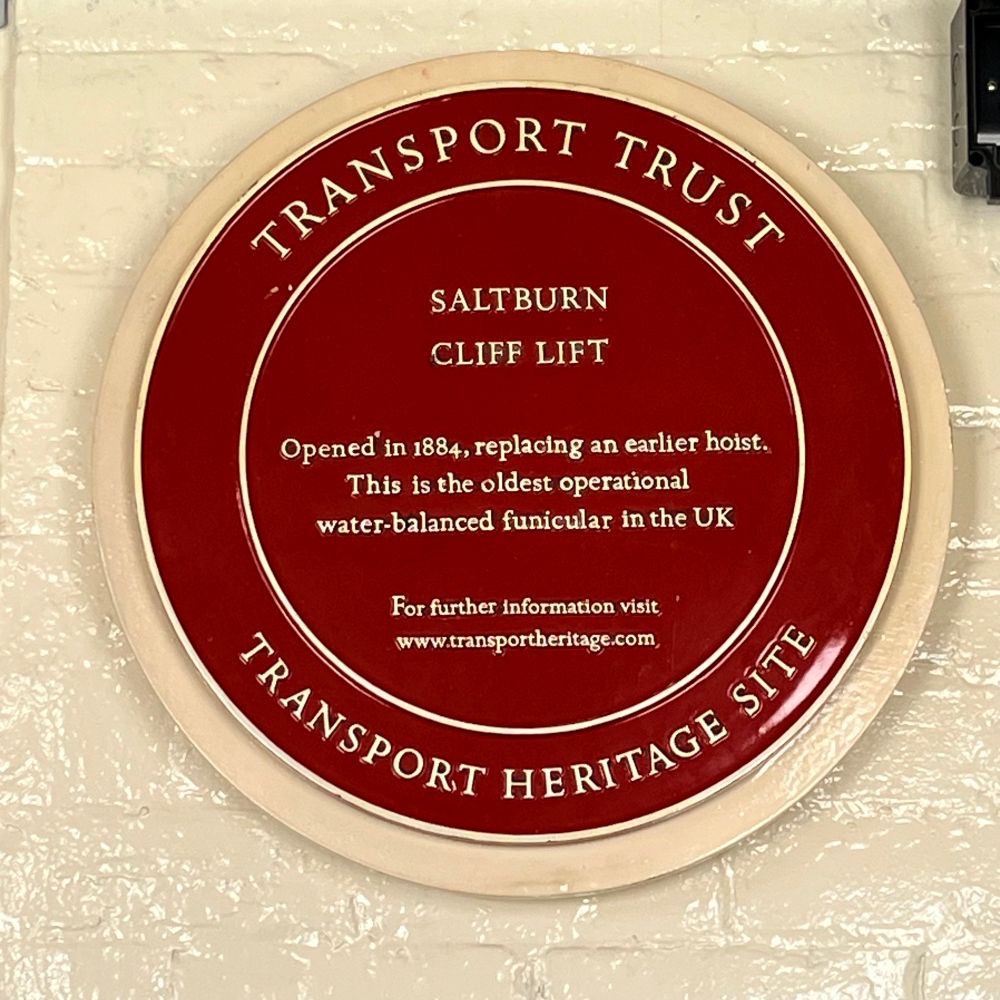 TRANSPORT TRUST
SALTBURN
CLIFF LIFT
Opened in 1884, replacing an earlier hoist.
This is the oldest operational
water-balanced funicular in the UK
For further information visit
www.transportheritage.com
TRANSPORT HERITAGE SITE